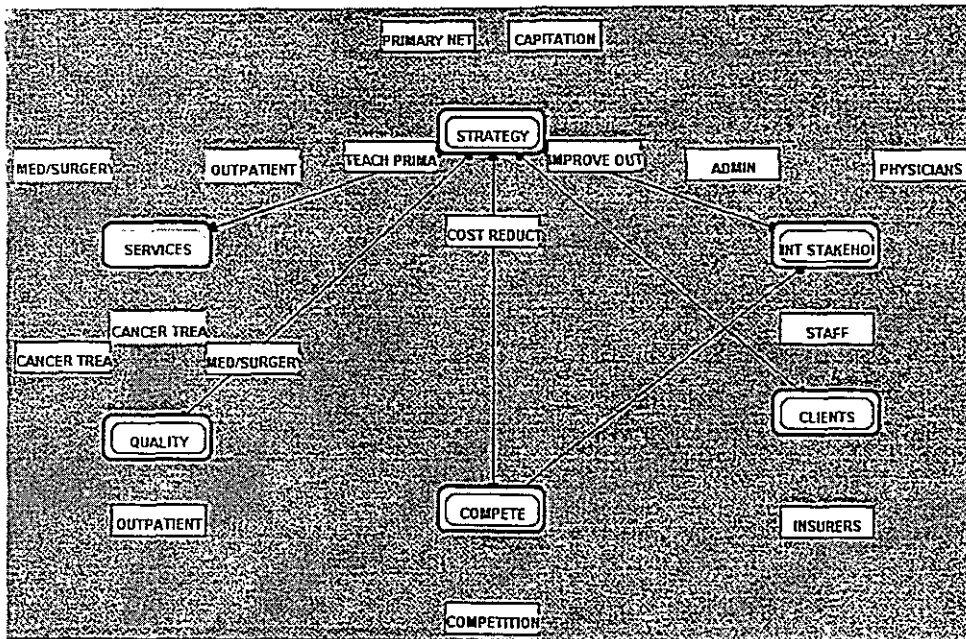 PRIMARY NET
CAPITATION
STRATEGY
TEACH PRIMA
IMPROVE OUT
MED/SURGERY
OUTPATIENT
ADMIN
PHYSICIANS
SERVICES
COST REDUCT
INT STAKEHOI
CANCER TREA
STAFF
CANCER TREA
MED/SURGERY
CLIENTS
QUALITY
OUTPATIENT
COMPETE
INSURERS
COMPETITION